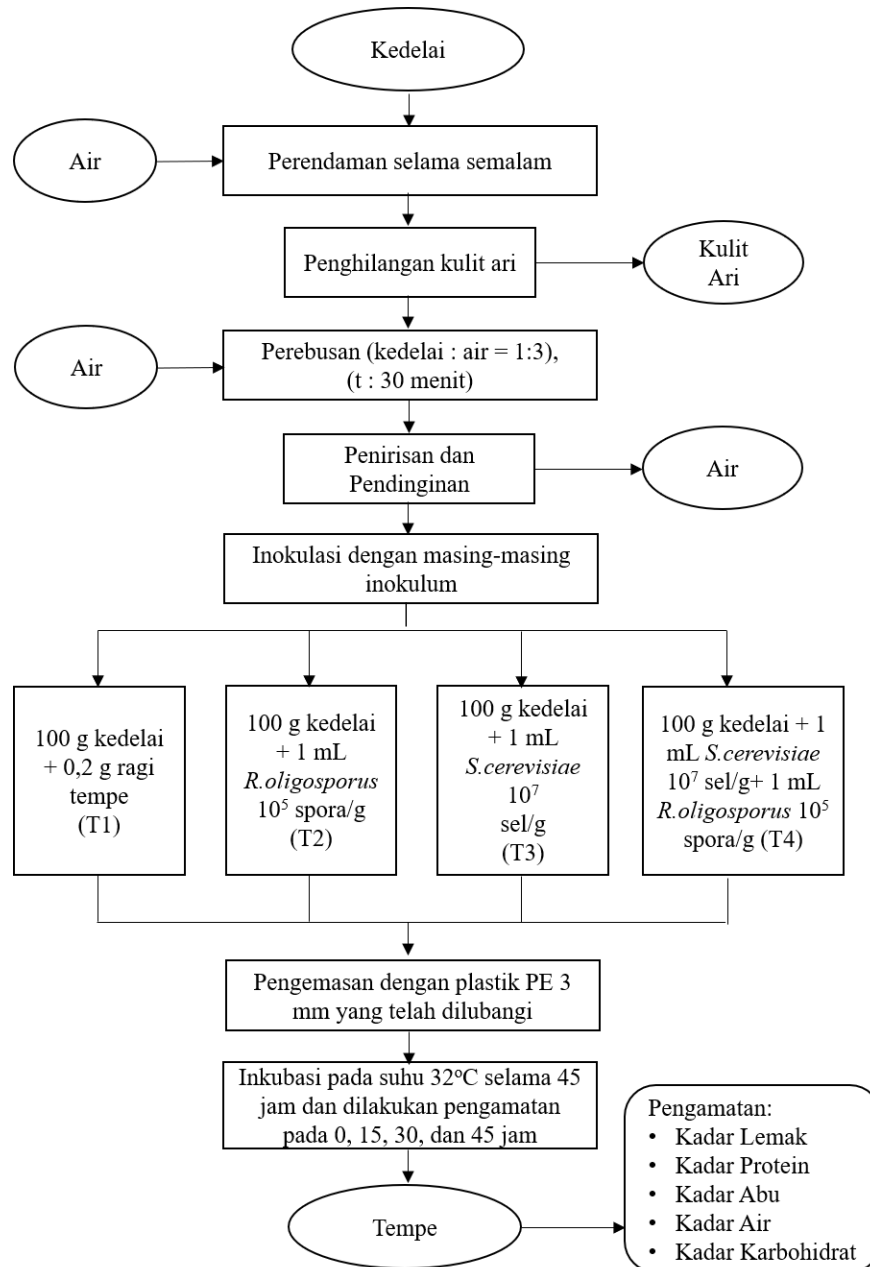 Kedelai
Air
Perendaman selama semalam
Penghilangan kulit ari
Kulit
Ari
Air
Perebusan (kedelai : air = 1:3),
(t : 30 menit)
Penirisan dan
Pendinginan
Air
Inokulasi dengan masing-masing
inokulum
100 g kedelai
+ 0,2 g ragi
tempe
(T1)
100 g kedelai
+ 1 mL
R.oligosporus
10⁵ spora/g
(T2)
100 g kedelai
+ 1 mL
S.cerevisiae
10⁷
sel/g
(T3)
100 g kedelai + 1
mL S.cerevisiae
10⁷ sel/g+ 1 mL
R.oligosporus 10⁵
spora/g (T4)
Pengemasan dengan plastik PE 3
mm yang telah dilubangi
Inkubasi pada suhu 32°C selama 45
jam dan dilakukan pengamatan
pada 0, 15, 30, dan 45 jam
Tempe
Pengamatan:
• Kadar Lemak
• Kadar Protein
• Kadar Abu
• Kadar Air
• Kadar Karbohidrat